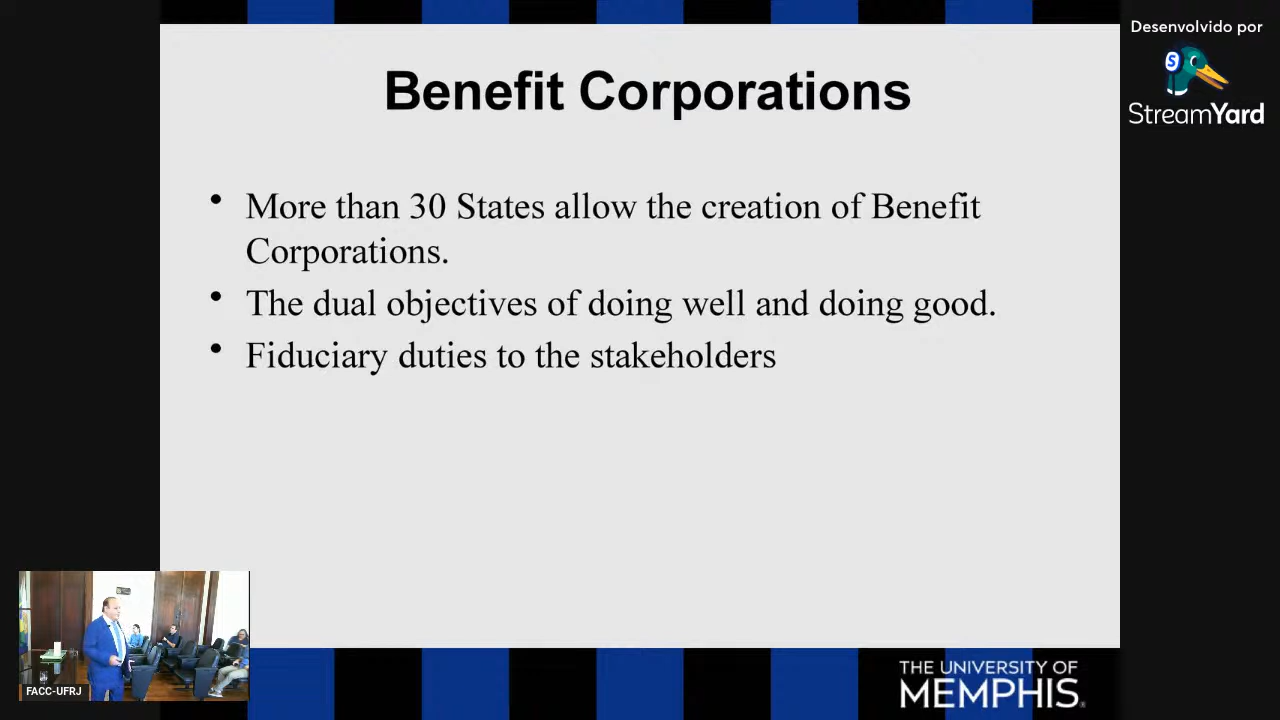 Desenvolvido por
StreamYard
Benefit Corporations
• More than 30 States allow the creation of Benefit
Corporations.
• The dual objectives of doing well and doing good.
• Fiduciary duties to the stakeholders
FACC-UFRJ
THE UNIVERSITY OF
MEMPHIS®